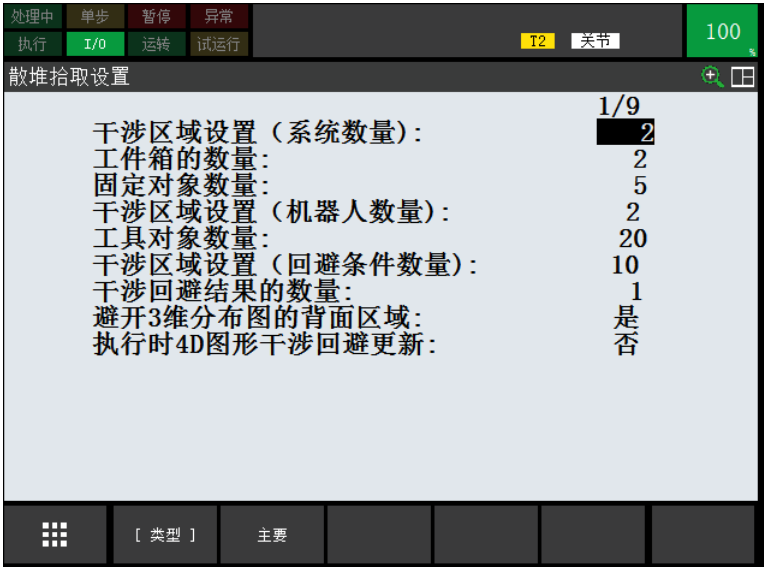 处理中 单步 暂停 异常
执行 I/0 运转 试运行 T2 关节 100 %
散堆拾取设置
1/9
干涉区域设置（系统数量）: 2
工件箱的数量: 2
固定对象数量: 5
干涉区域设置（机器人数量）: 2
工具对象数量: 20
干涉区域设置（回避条件数量）: 10
干涉回避结果的数量: 1
避开3维分布图的背面区域: 是
执行时4D图形干涉回避更新: 否
[ 类型 ] 主要